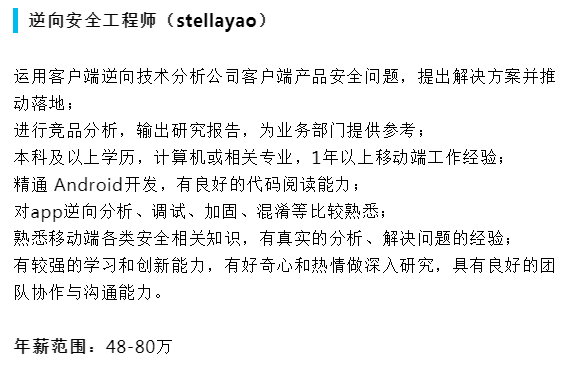 逆向安全工程师（stellayao）
运用客户端逆向技术分析公司客户端产品安全问题，提出解决方案并推
动落地；
进行竞品分析，输出研究报告，为业务部门提供参考；
本科及以上学历，计算机或相关专业，1年以上移动端工作经验；
精通 Android开发，有良好的代码阅读能力；
对app逆向分析、调试、加固、混淆等比较熟悉；
熟悉移动端各类安全相关知识，有真实的分析、解决问题的经验；
有较强的学习和创新能力，有好奇心和热情做深入研究，具有良好的团
队协作与沟通能力。
年薪范围：48-80万